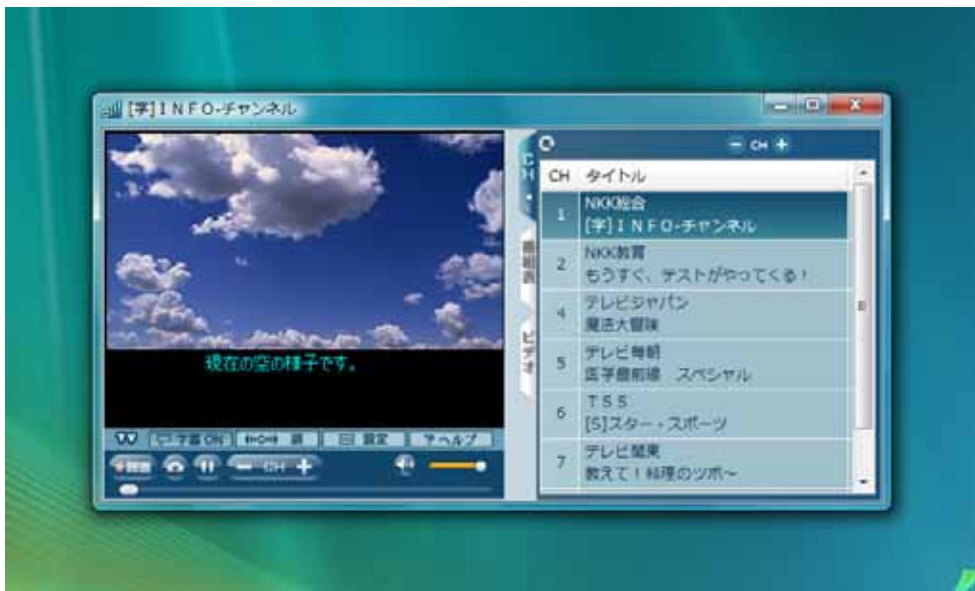 [字]INFO-チャンネル
現在の空の様子です。
字幕 ON
設定
?ヘルプ
録画
− CH +
CH
番組表
ビデオ
− CH +
CH タイトル
1 NKK総合
[字]INFO-チャンネル
2 NKK教育
もうすぐ、テストがやってくる!
4 テレビジャパン
魔法大冒険
5 テレビ毎朝
医学最前線 スペシャル
6 TSS
[S]スター・スポーツ
7 テレビ関東
教えて!料理のツボ~